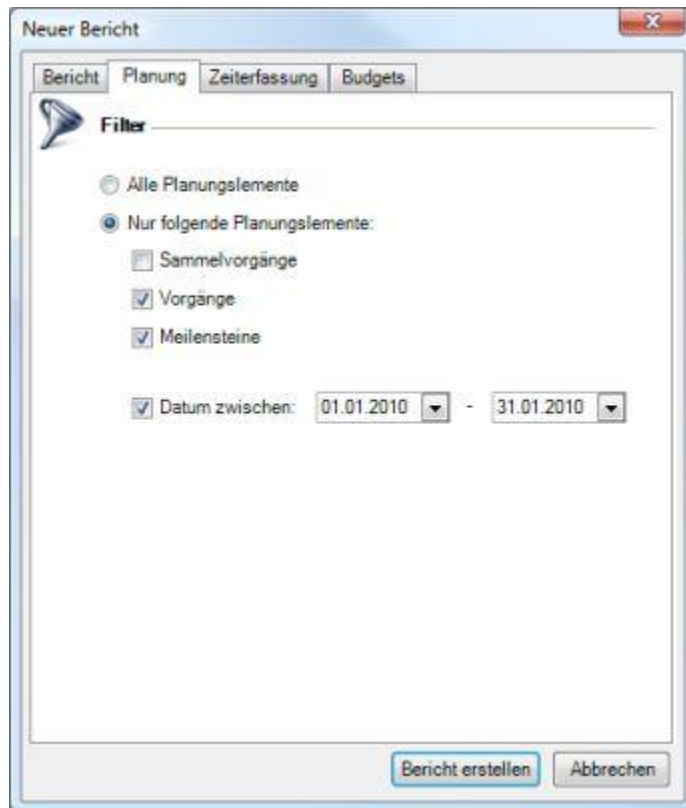 Neuer Bericht
Bericht Planung Zeiterfassung Budgets
Filter
Alle Planungslemente
Nur folgende Planungslemente:
Sammelvorgänge
Vorgänge
Meilensteine
Datum zwischen: 01.01.2010 - 31.01.2010
Bericht erstellen Abbrechen